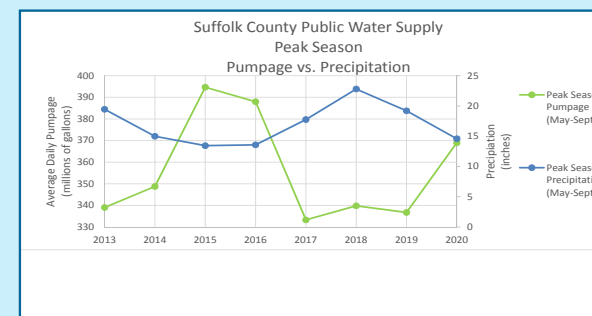 Suffolk County Public Water Supply
Peak Season
Pumpage vs. Precipitation
400
390
380
370
360
350
340
330
25
20
15
10
5
0
2013 2014 2015 2016 2017 2018 2019 2020
Average Daily Pumpage
(millions of gallons)
Precipiation
(inches)
Peak Seas
Pumpage
(May-Sept
Peak Seas
Precipitati
(May-Sept